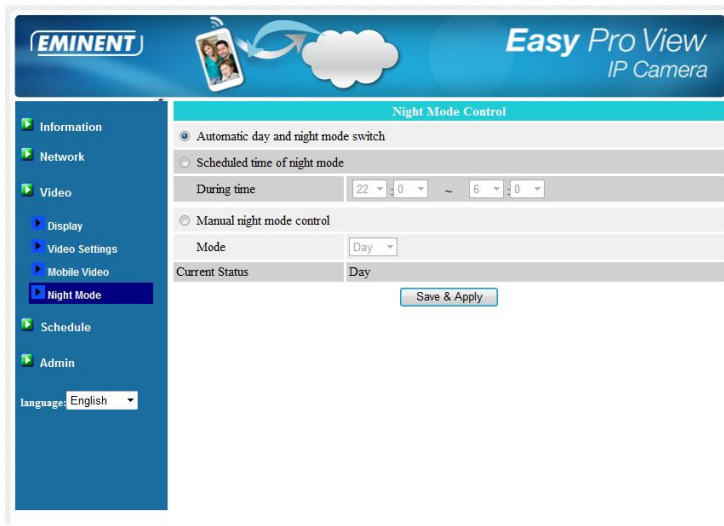 EMINENT
Easy Pro View
IP Camera
Information
Network
Video
Display
Video Settings
Mobile Video
Night Mode
Schedule
Admin
language: English
Night Mode Control
Automatic day and night mode switch
Scheduled time of night mode
During time 22 : 0 ~ 6 : 0
Manual night mode control
Mode Day
Current Status Day
Save & Apply